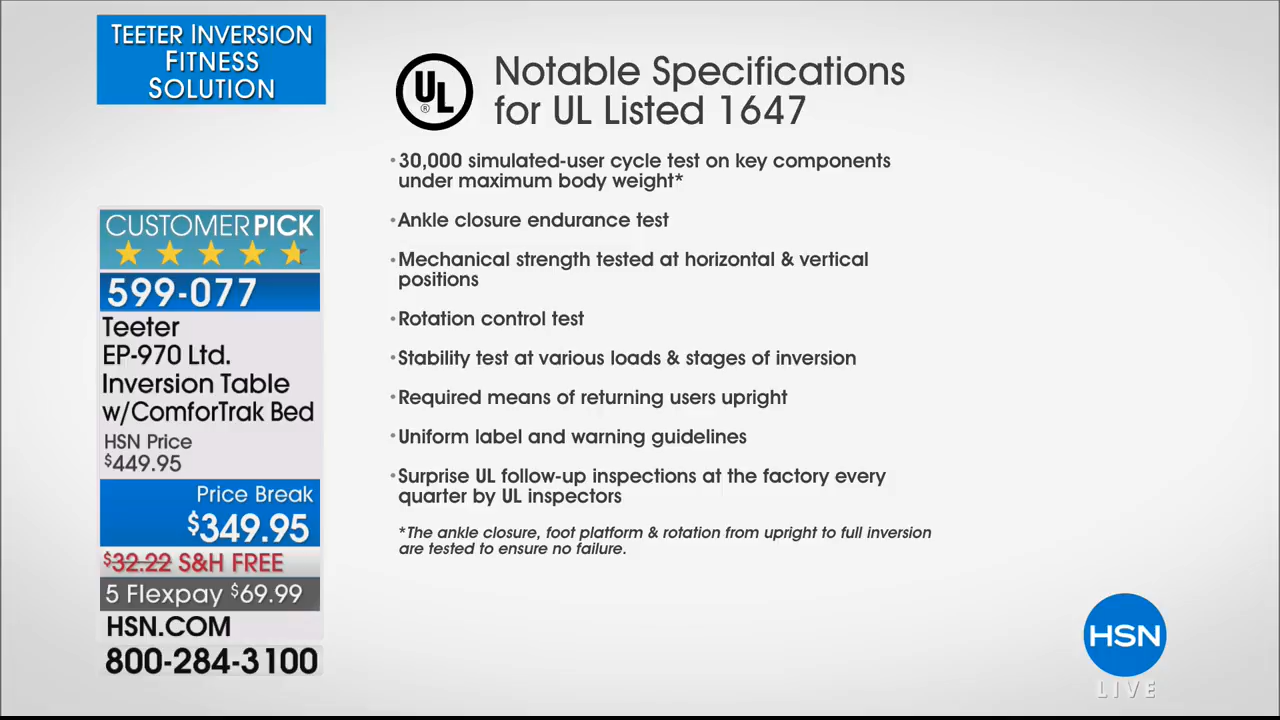 TEETER INVERSION
FITNESS
SOLUTION
CUSTOMER PICK
599-077
Teeter
EP-970 Ltd.
Inversion Table
w/ComforTrak Bed
HSN Price
$449.95
Price Break
$349.95
$32.22 S&H FREE
5 Flexpay $69.99
HSN.COM
800-284-3100
UL®
Notable Specifications
for UL Listed 1647
•30,000 simulated-user cycle test on key components
under maximum body weight*
•Ankle closure endurance test
•Mechanical strength tested at horizontal & vertical
positions
•Rotation control test
•Stability test at various loads & stages of inversion
•Required means of returning users upright
•Uniform label and warning guidelines
•Surprise UL follow-up inspections at the factory every
quarter by UL inspectors
*The ankle closure, foot platform & rotation from upright to full inversion
are tested to ensure no failure.
HSN
LIVE